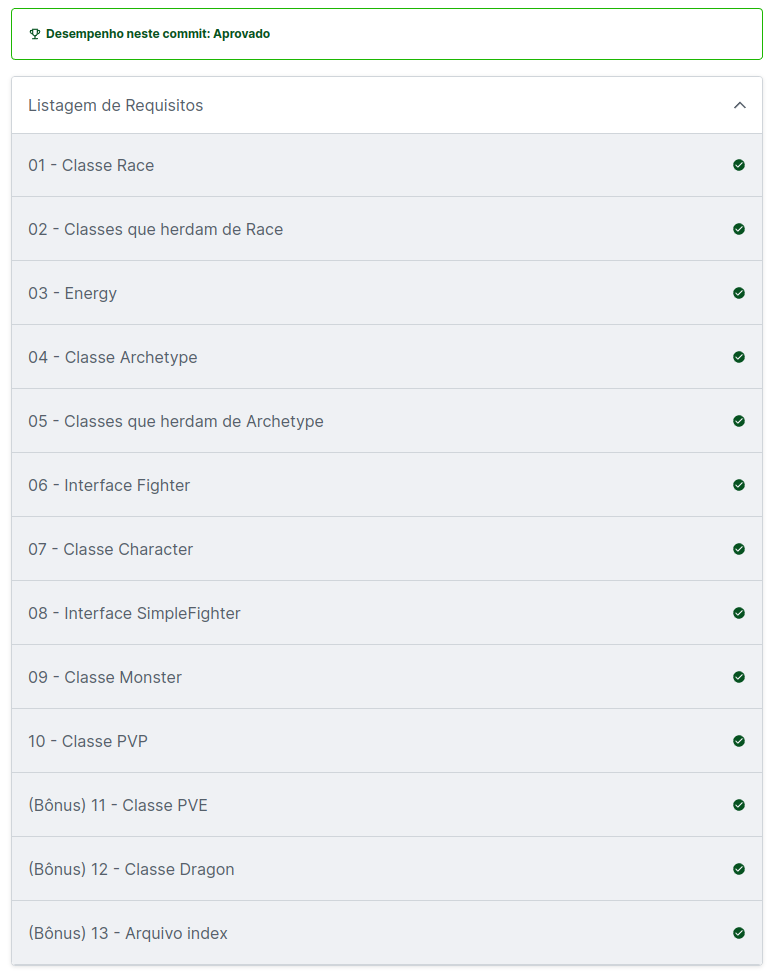 Desempenho neste commit: Aprovado
Listagem de Requisitos
01 - Classe Race
02 - Classes que herdam de Race
03 - Energy
04 - Classe Archetype
05 - Classes que herdam de Archetype
06 - Interface Fighter
07 - Classe Character
08 - Interface SimpleFighter
09 - Classe Monster
10 - Classe PVP
(Bônus) 11 - Classe PVE
(Bônus) 12 - Classe Dragon
(Bônus) 13 - Arquivo index